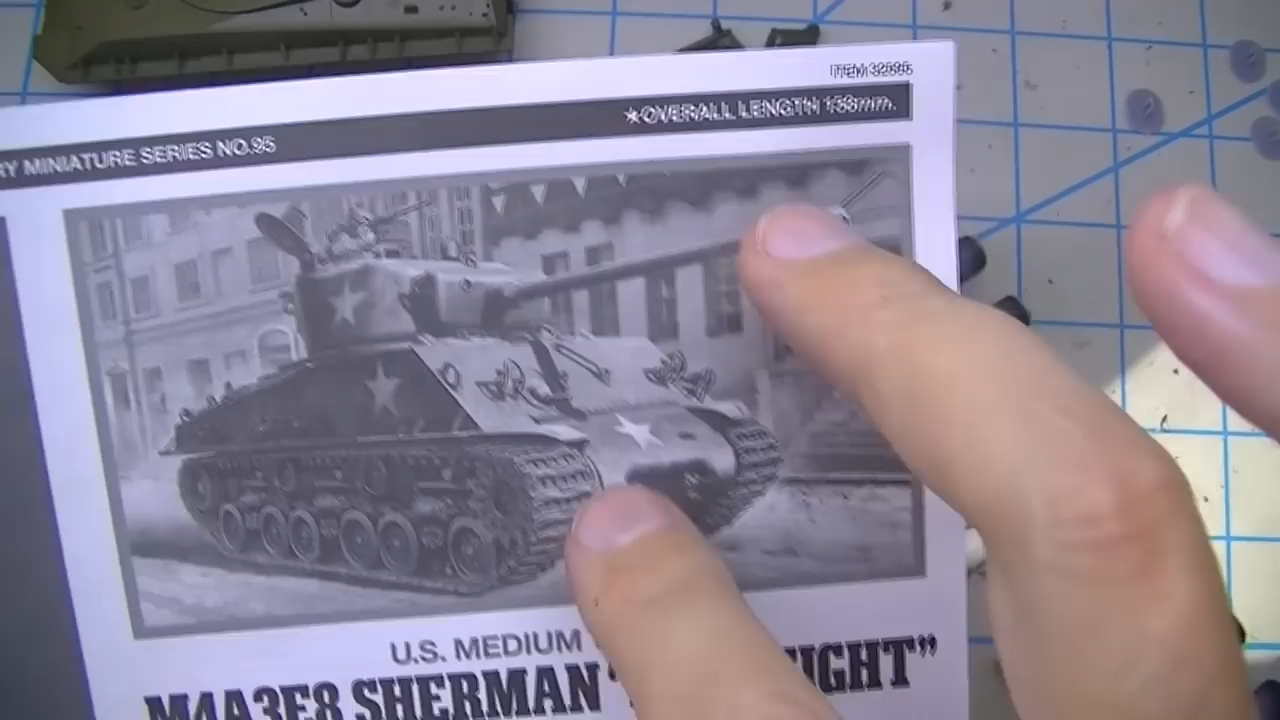 ITEM 32595
RY MINIATURE SERIES NO.95
★OVERALL LENGTH 158mm.
U.S. MEDIUM
M4A3E8 SHERMAN “ IGHT”